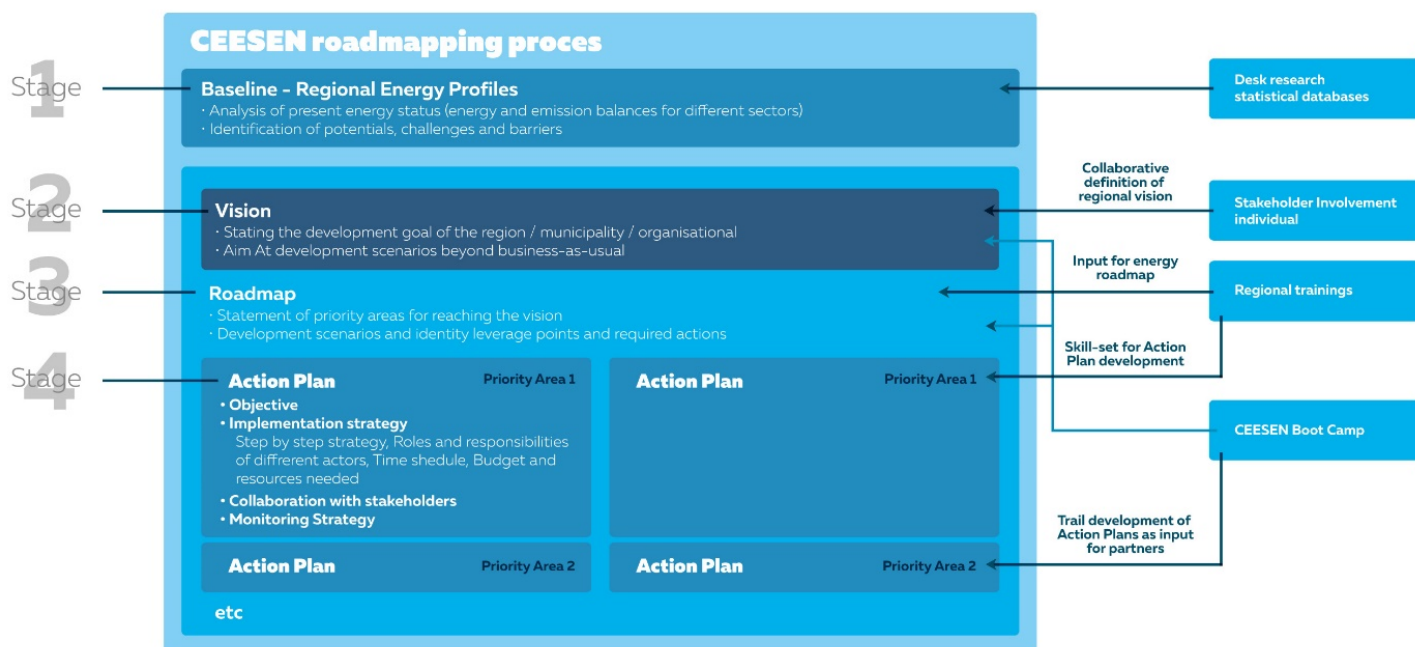 CEESEN roadmapping proces
1
Stage
Baseline - Regional Energy Profiles
· Analysis of present energy status (energy and emission balances for different sectors)
· Identification of potentials, challenges and barriers
Desk research
statistical databases
2
Stage
Vision
· Stating the development goal of the region / municipality / organisational
· Aim At development scenarios beyond business-as-usual
Collaborative
definition of
regional vision
Stakeholder Involvement
individual
3
Stage
Roadmap
· Statement of priority areas for reaching the vision
· Development scenarios and identity leverage points and required actions
Input for energy
roadmap
Regional trainings
4
Stage
Action Plan
Priority Area 1
• Objective
• Implementation strategy
Step by step strategy, Roles and responsibilities
of diffrerent actors, Time shedule, Budget and
resources needed
• Collaboration with stakeholders
• Monitoring Strategy
Action Plan
Priority Area 1
Skill-set for Action
Plan development
CEESEN Boot Camp
Action Plan
Priority Area 2
Action Plan
Priority Area 2
Trail development of
Action Plans as input
for partners
etc